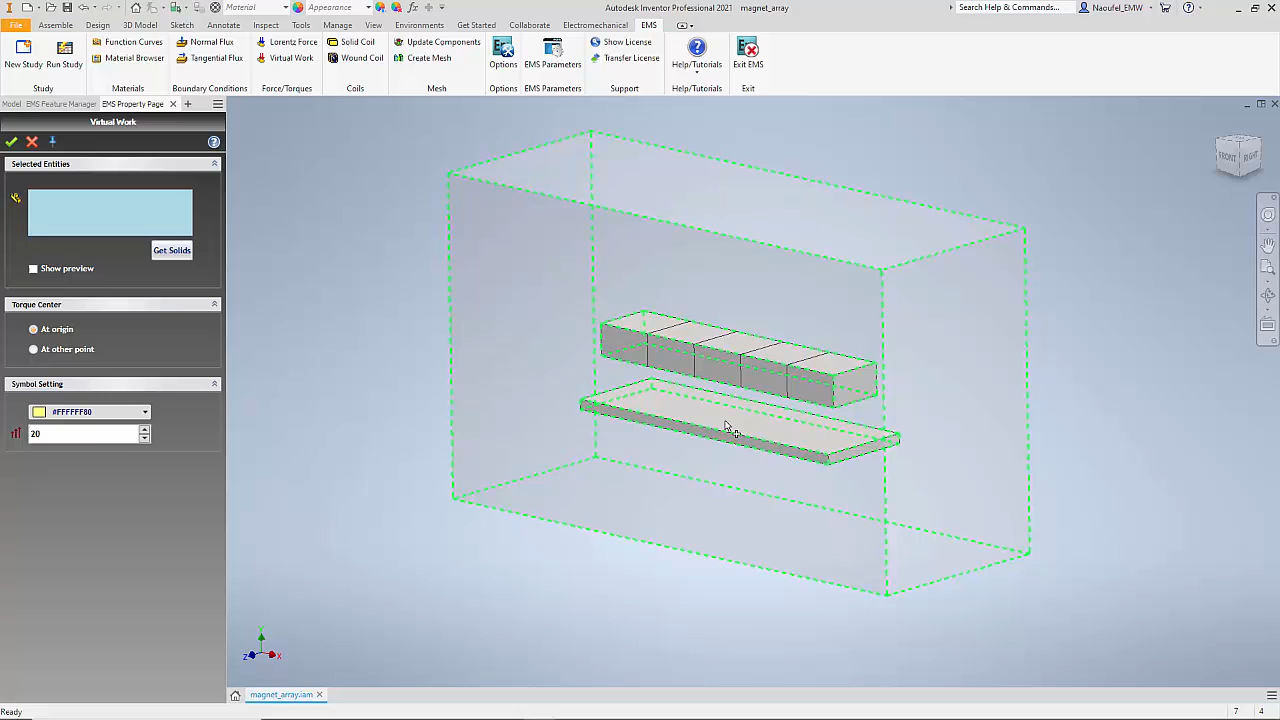 Material
Appearance
Autodesk Inventor Professional 2021 magnet_array
Search Help & Commands...
Naoufel_EMW
File
Assemble
Design
3D Model
Sketch
Annotate
Inspect
Tools
Manage
View
Environments
Get Started
Collaborate
Electromechanical
EMS
New Study
Run Study
Study
Function Curves
Material Browser
Materials
Normal Flux
Tangential Flux
Boundary Conditions
Lorentz Force
Virtual Work
Force/Torques
Solid Coil
Wound Coil
Coils
Update Components
Create Mesh
Mesh
Options
Options
EMS Parameters
EMS Parameters
Show License
Transfer License
Support
Help/Tutorials
Help/Tutorials
Exit EMS
Exit
Model
EMS Feature Manager
EMS Property Page
Virtual Work
Selected Entities
Get Solids
Show preview
Torque Center
At origin
At other point
Symbol Setting
#FFFFFF80
20
FRONT
RIGHT
Y
Z
X
magnet_array.iam
Ready
7
4